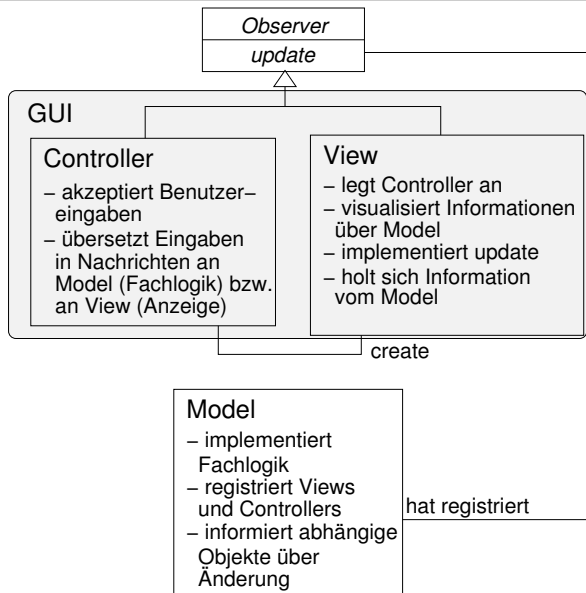 Observer
update
GUI
Controller
– akzeptiert Benutzer–
eingaben
– übersetzt Eingaben
in Nachrichten an
Model (Fachlogik) bzw.
an View (Anzeige)
View
– legt Controller an
– visualisiert Informationen
über Model
– implementiert update
– holt sich Information
vom Model
create
Model
– implementiert
Fachlogik
– registriert Views
und Controllers
– informiert abhängige
Objekte über
Änderung
hat registriert